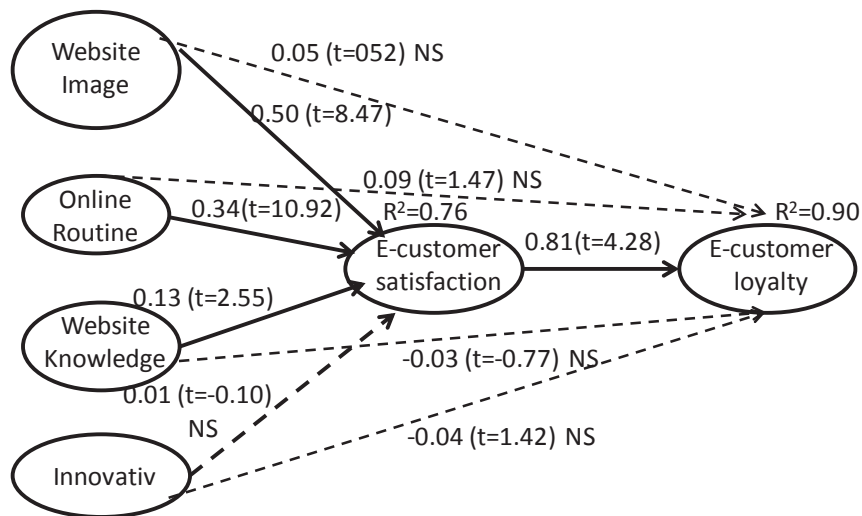 Website
Image
0.05 (t=052) NS
0.50 (t=8.47)
Online
Routine
0.09 (t=1.47) NS
0.34(t=10.92)
R²=0.76
R²=0.90
E-customer
satisfaction
0.81(t=4.28)
E-customer
loyalty
0.13 (t=2.55)
Website
Knowledge
-0.03 (t=-0.77) NS
0.01 (t=-0.10)
NS
-0.04 (t=1.42) NS
Innovativ